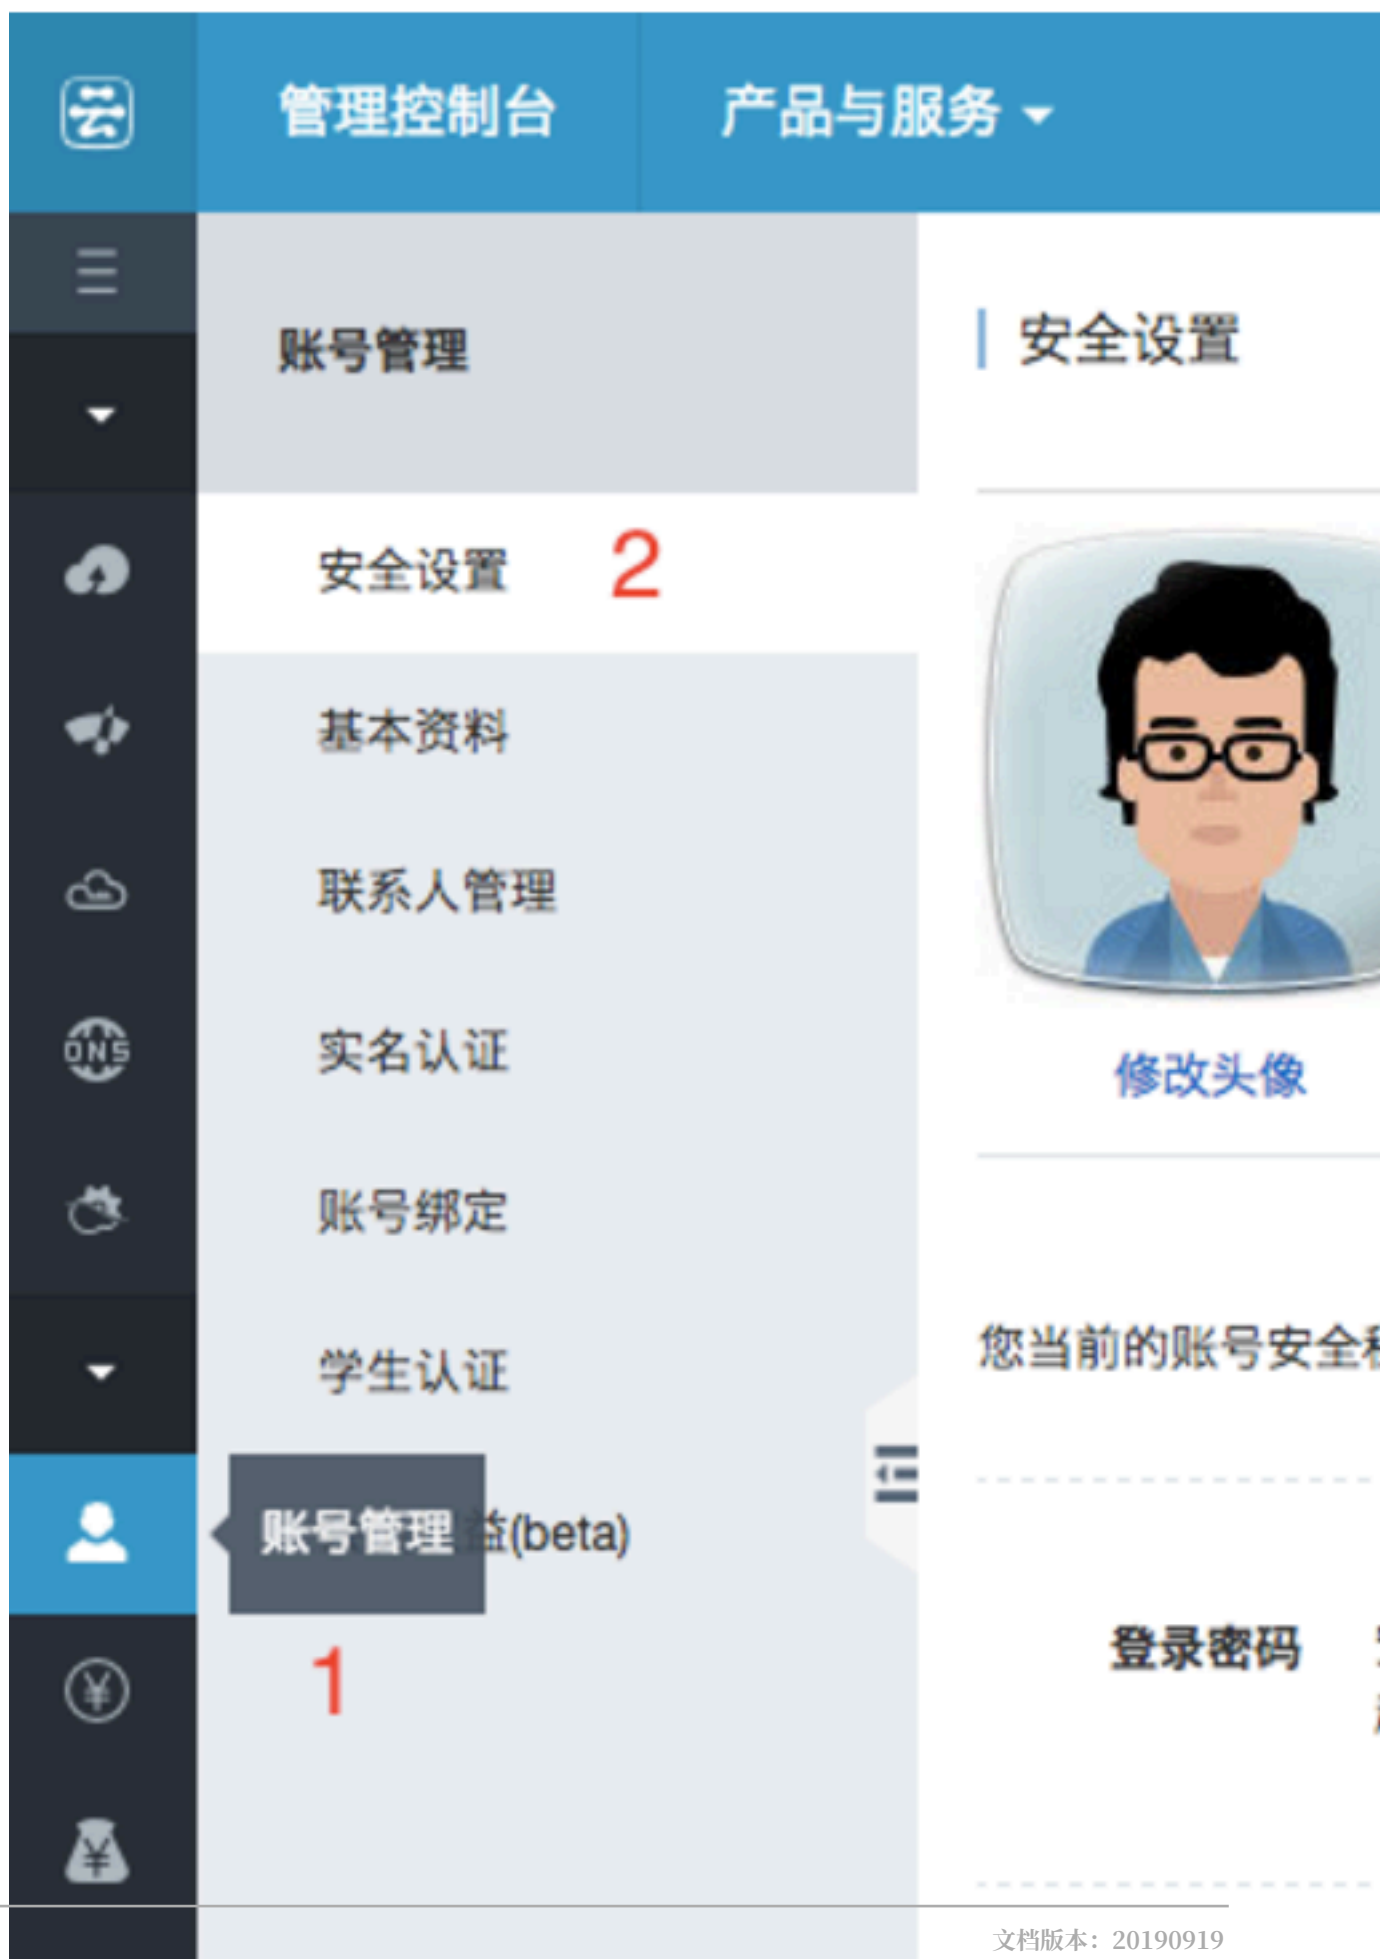 云
管理控制台 产品与服务
账号管理
安全设置
安全设置 2
基本资料
联系人管理
修改头像
DNS
实名认证
账号绑定
您当前的账号安全
学生认证
账号管理 益(beta)
登录密码
1
文档版本：20190919